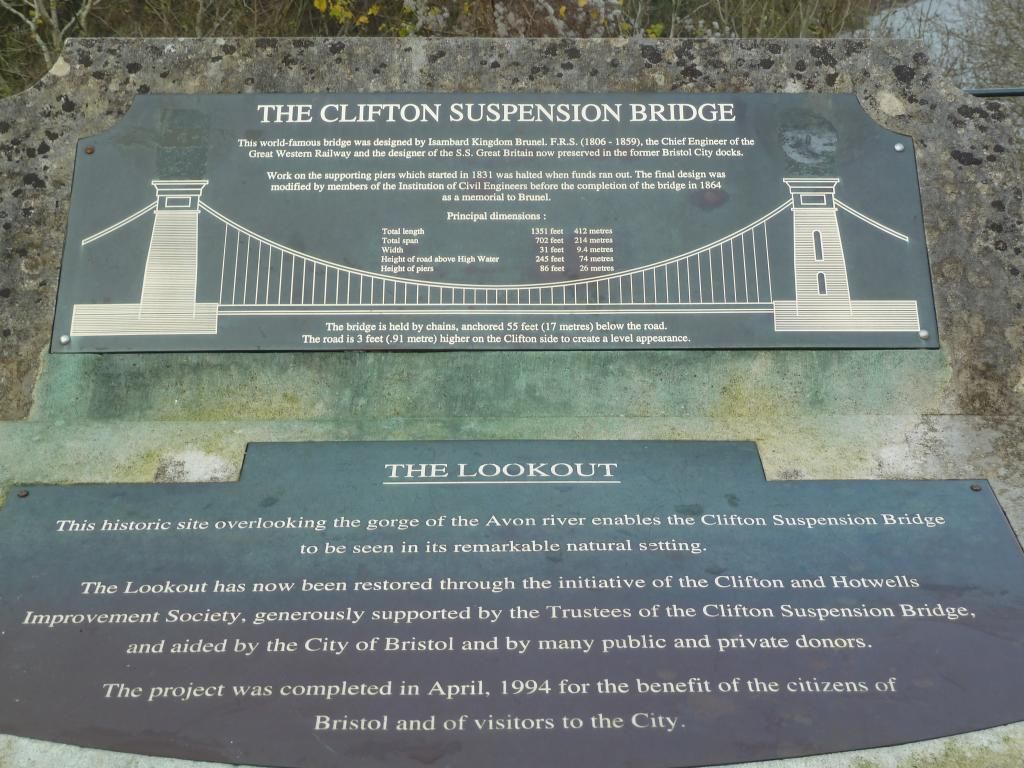 THE CLIFTON SUSPENSION BRIDGE
This world-famous bridge was designed by Isambard Kingdom Brunel. F.R.S. (1806 - 1859), the Chief Engineer of the
Great Western Railway and the designer of the S.S. Great Britain now preserved in the former Bristol City docks.
Work on the supporting piers which started in 1831 was halted when funds ran out. The final design was
modified by members of the Institution of Civil Engineers before the completion of the bridge in 1864
as a memorial to Brunel.
Principal dimensions :
Total length 1351 feet 412 metres
Total span 702 feet 214 metres
Width 31 feet 9.4 metres
Height of road above High Water 245 feet 74 metres
Height of piers 86 feet 26 metres
The bridge is held by chains, anchored 55 feet (17 metres) below the road.
The road is 3 feet (.91 metre) higher on the Clifton side to create a level appearance.
THE LOOKOUT
This historic site overlooking the gorge of the Avon river enables the Clifton Suspension Bridge
to be seen in its remarkable natural setting.
The Lookout has now been restored through the initiative of the Clifton and Hotwells
Improvement Society, generously supported by the Trustees of the Clifton Suspension Bridge,
and aided by the City of Bristol and by many public and private donors.
The project was completed in April, 1994 for the benefit of the citizens of
Bristol and of visitors to the City.